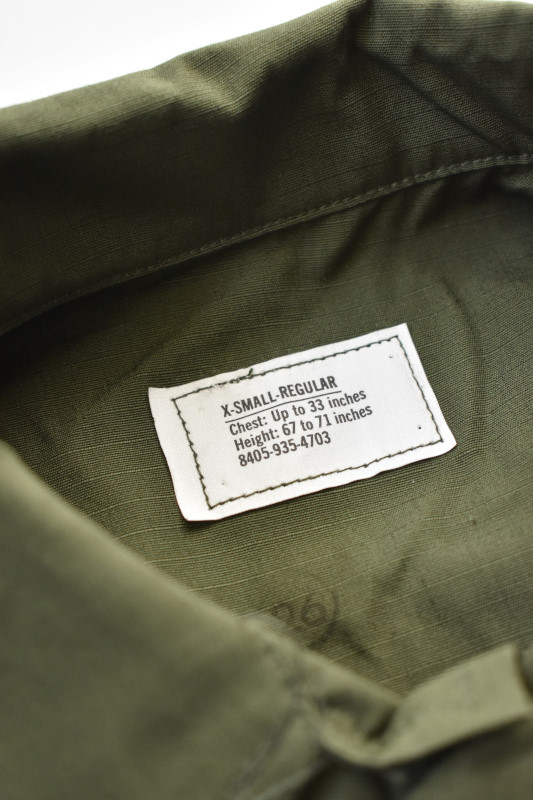 X-SMALL-REGULAR
Chest: Up to 33 inches
Height: 67 to 71 inches
8405-935-4703